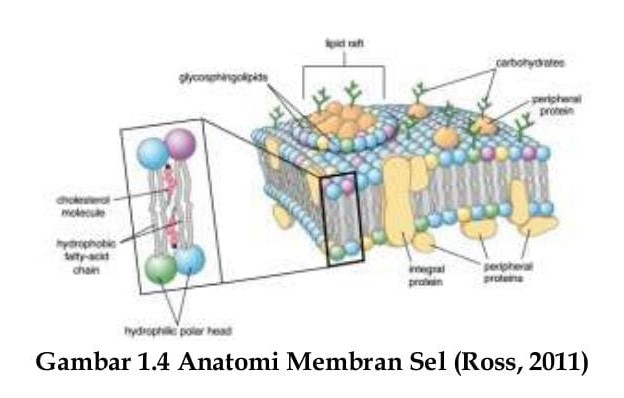 lipid raft
glycosphingolipids
carbohydrates
peripheral
protein
cholesterol
molecule
hydrophobic
fatty-acid
chain
integral
protein
peripheral
proteins
hydrophilic polar head
Gambar 1.4 Anatomi Membran Sel (Ross, 2011)